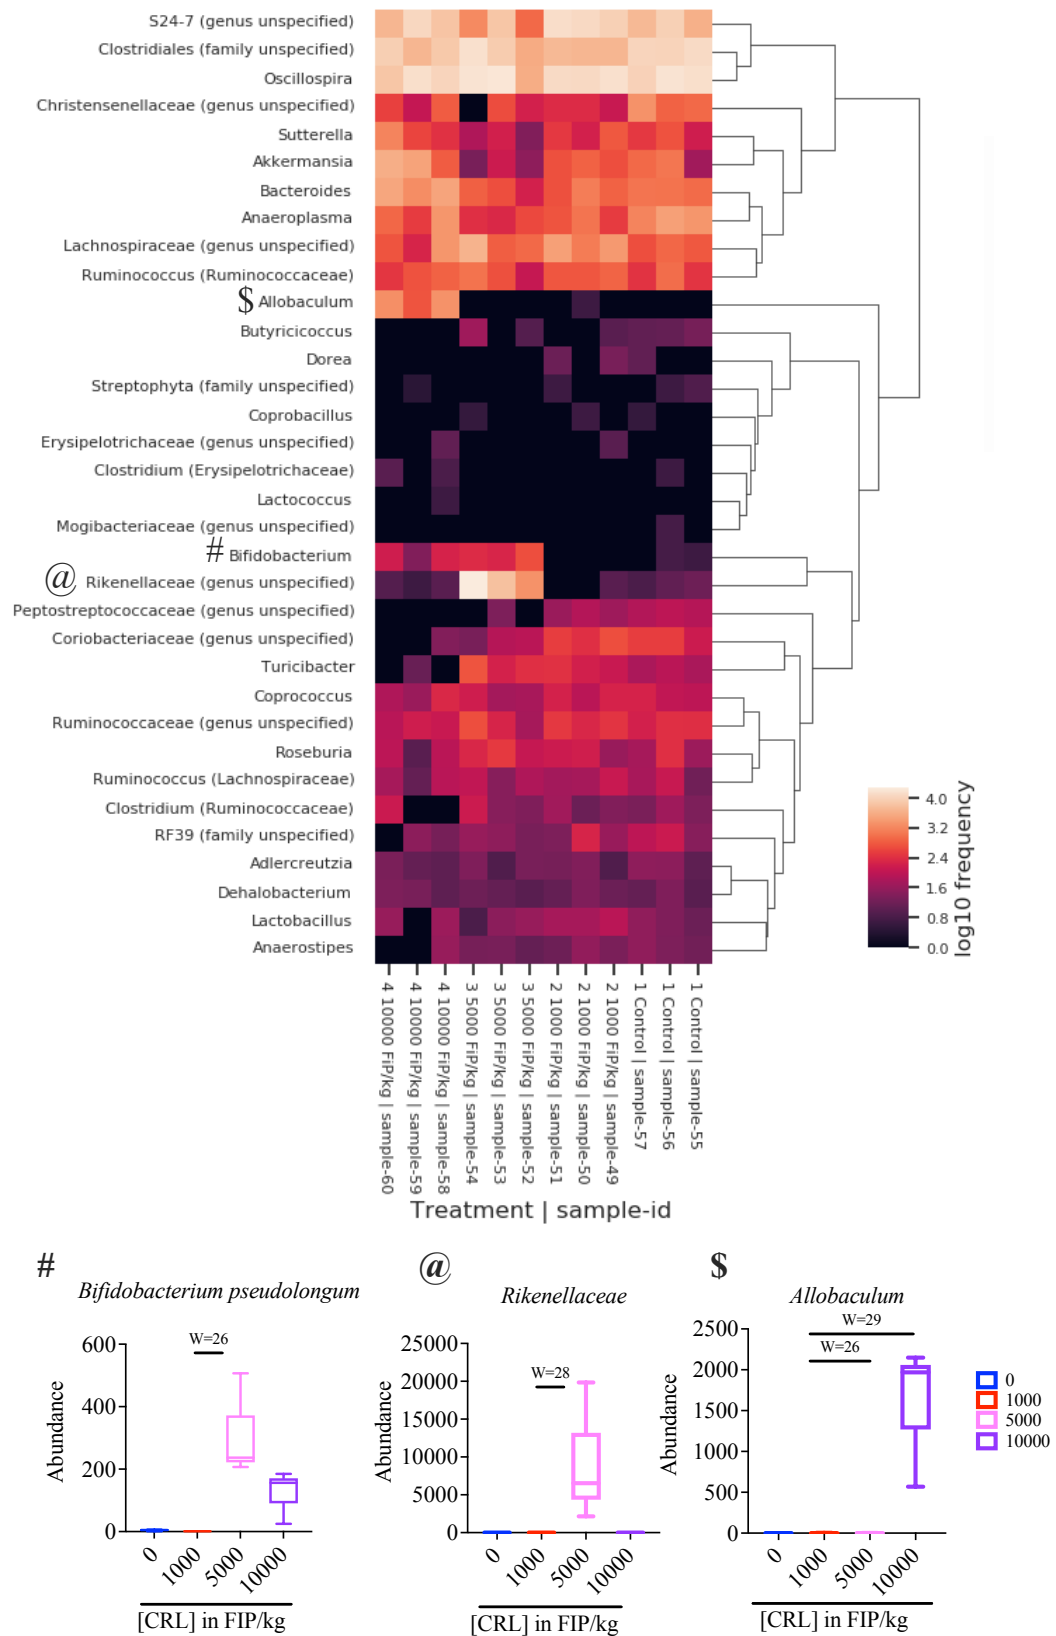 S24-7 (genus unspecified)
Clostridiales (family unspecified)
Oscillospira
Christensenellaceae (genus unspecified)
Sutterella
Akkermansia
Bacteroides
Anaeroplasma
Lachnospiraceae (genus unspecified)
Ruminococcus (Ruminococcaceae)
$ Allobaculum
Butyricicoccus
Dorea
Streptophyta (family unspecified)
Coprobacillus
Erysipelotrichaceae (genus unspecified)
Clostridium (Erysipelotrichaceae)
Lactococcus
Mogibacteriaceae (genus unspecified)
# Bifidobacterium
@ Rikenellaceae (genus unspecified)
Peptostreptococcaceae (genus unspecified)
Coriobacteriaceae (genus unspecified)
Turicibacter
Coprococcus
Ruminococcaceae (genus unspecified)
Roseburia
Ruminococcus (Lachnospiraceae)
Clostridium (Ruminococcaceae)
RF39 (family unspecified)
Adlercreutzia
Dehalobacterium
Lactobacillus
Anaerostipes
4.0
3.2
2.4
1.6
0.8
0.0
log10 frequency
4 10000 FiP/kg | sample-60
4 10000 FiP/kg | sample-59
4 10000 FiP/kg | sample-58
3 5000 FiP/kg | sample-54
3 5000 FiP/kg | sample-53
3 5000 FiP/kg | sample-52
2 1000 FiP/kg | sample-51
2 1000 FiP/kg | sample-50
2 1000 FiP/kg | sample-49
1 Control | sample-57
1 Control | sample-56
1 Control | sample-55
Treatment | sample-id
#
Bifidobacterium pseudolongum
W=26
600
400
200
0
Abundance
0
1000
5000
10000
[CRL] in FIP/kg
@
Rikenellaceae
W=28
25000
20000
15000
10000
5000
0
Abundance
0
1000
5000
10000
[CRL] in FIP/kg
$
Allobaculum
W=29
W=26
2500
2000
1500
1000
500
0
Abundance
0
1000
5000
10000
[CRL] in FIP/kg
0
1000
5000
10000